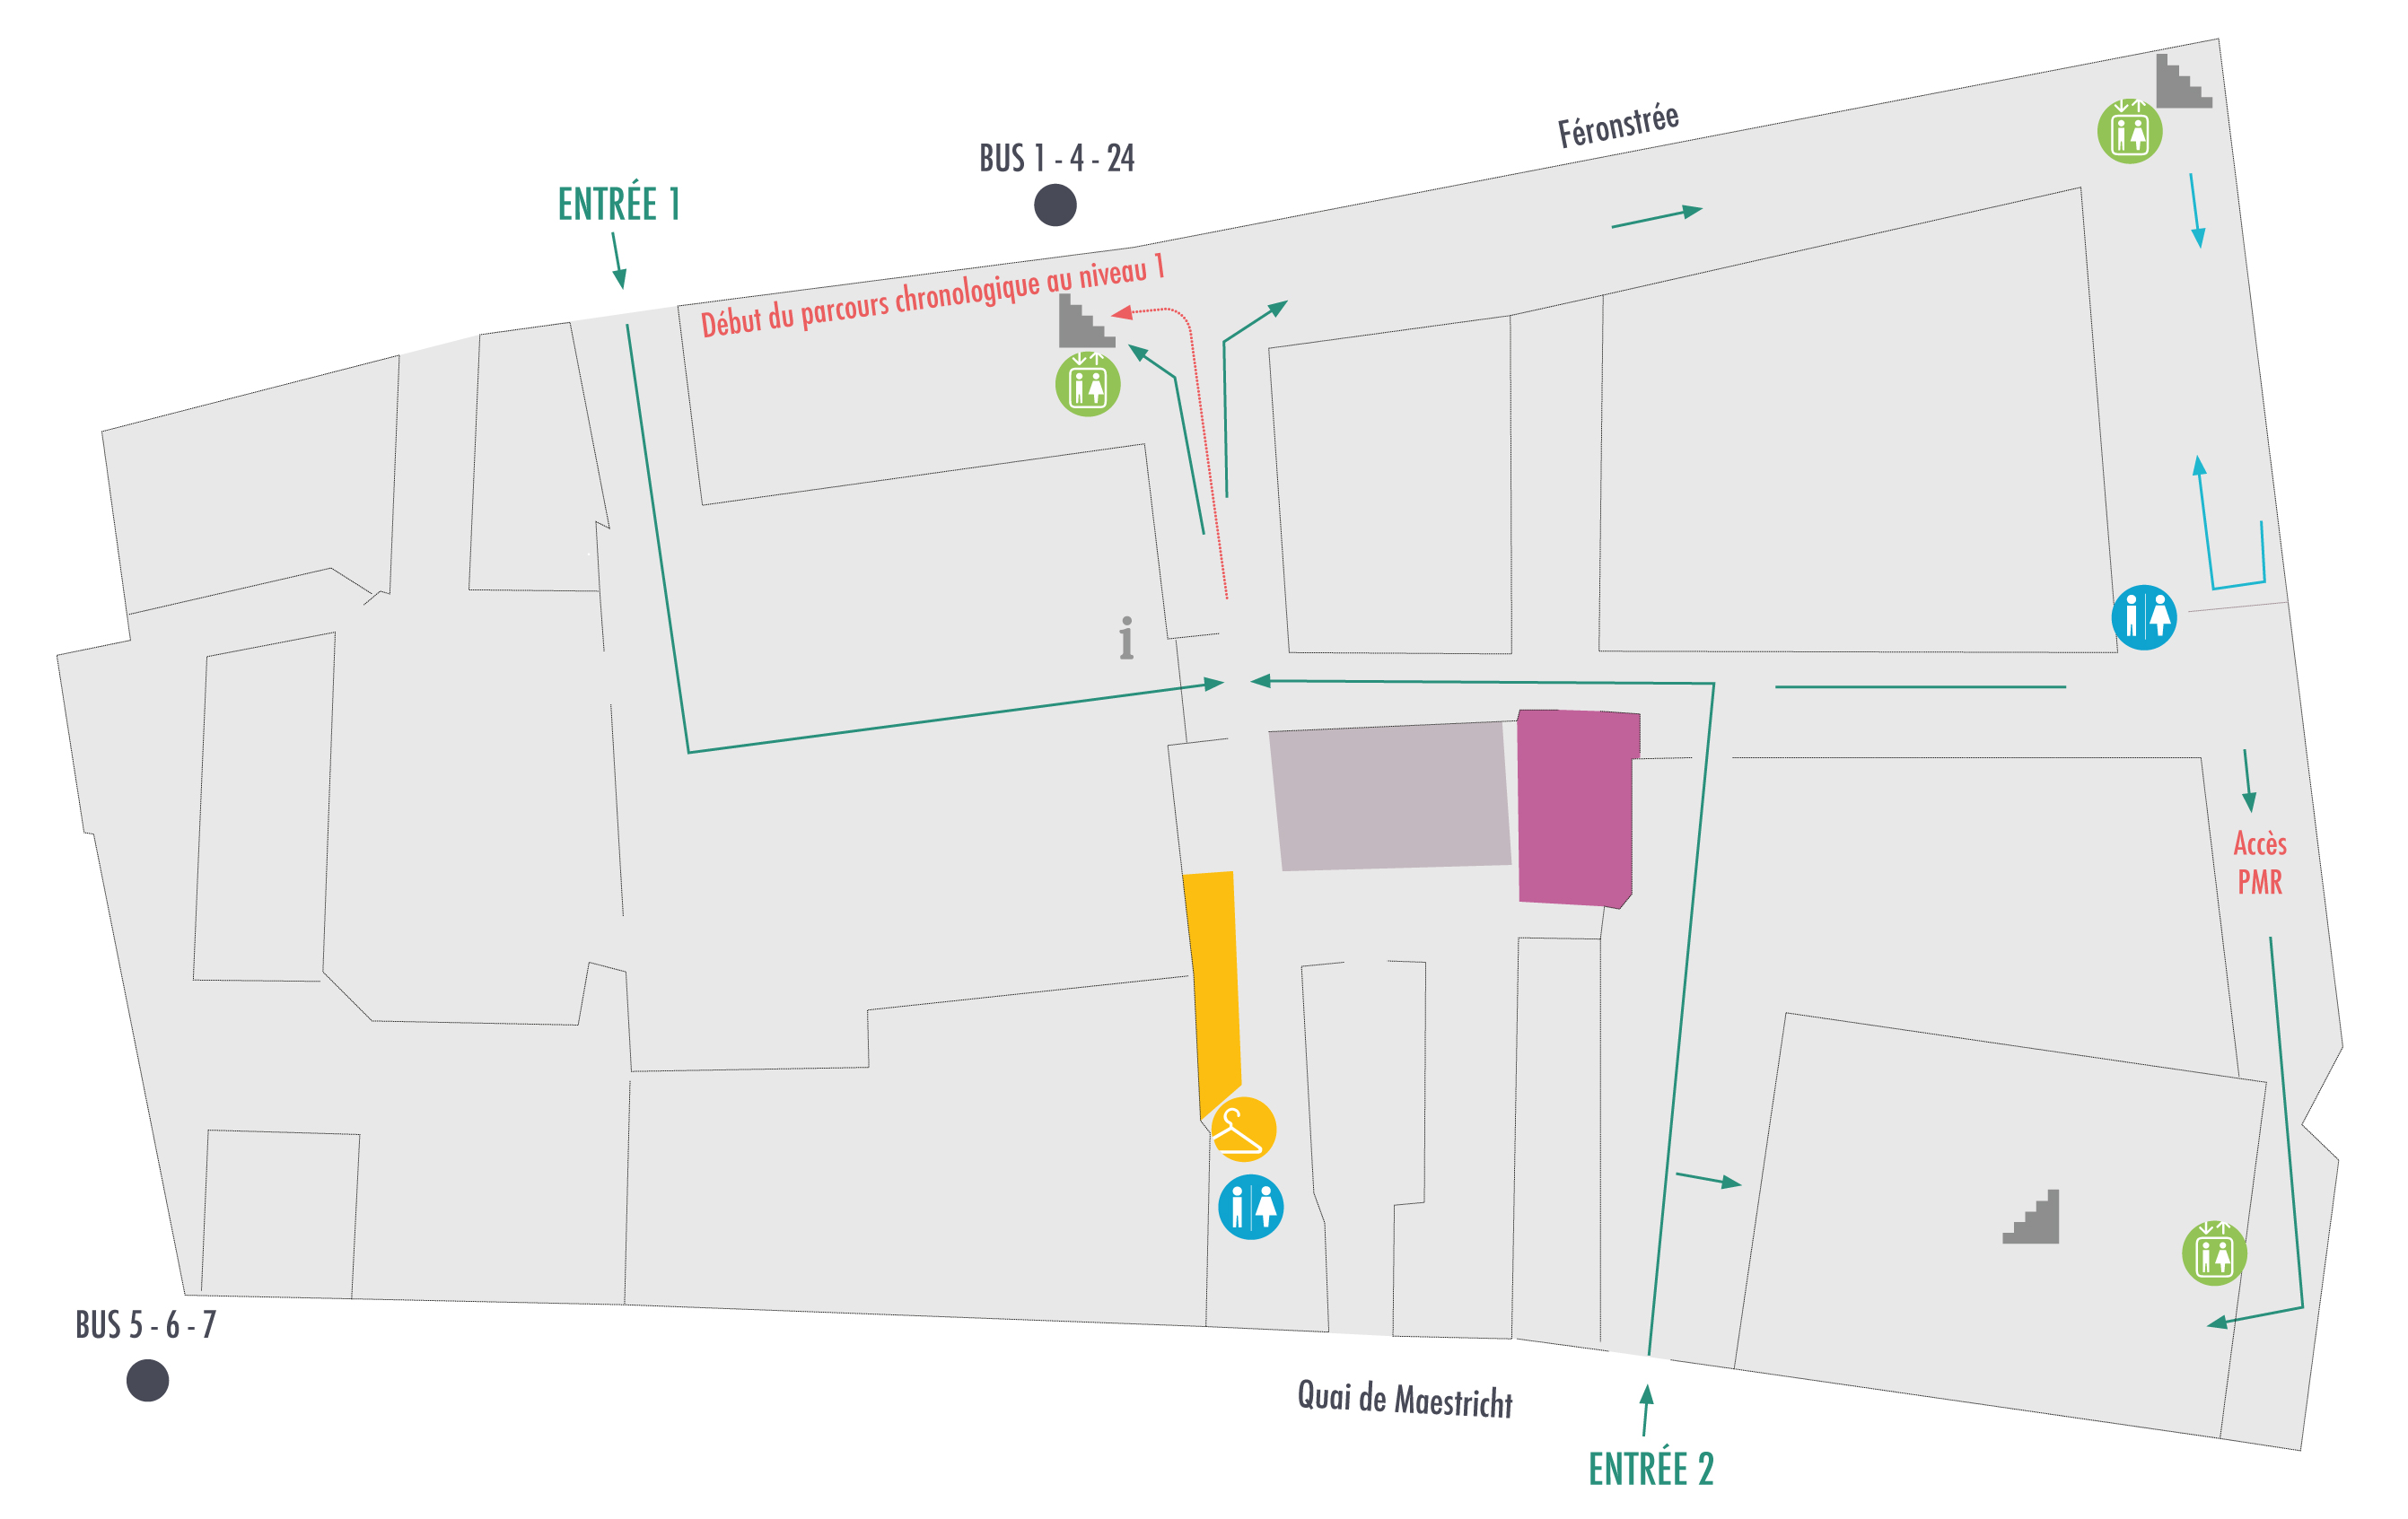 Féronstrée
BUS 1 - 4 - 24
ENTRÉE 1
Début du parcours chronologique au niveau 1
i
Accès
PMR
BUS 5 - 6 - 7
Quai de Maestricht
ENTRÉE 2